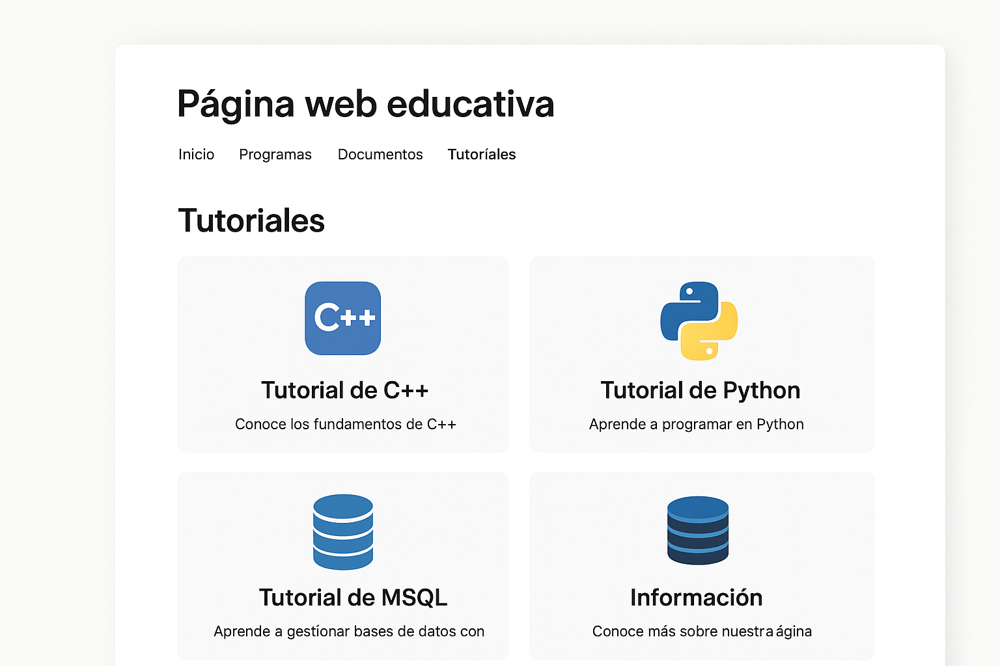 Página web educativa
Inicio Programas Documentos Tutoríales
Tutoriales
C++
Tutorial de C++
Conoce los fundamentos de C++
Tutorial de Python
Aprende a programar en Python
Tutorial de MSQL
Aprende a gestíonar bases de datos con
Información
Conoce más sobre nuestra ágina